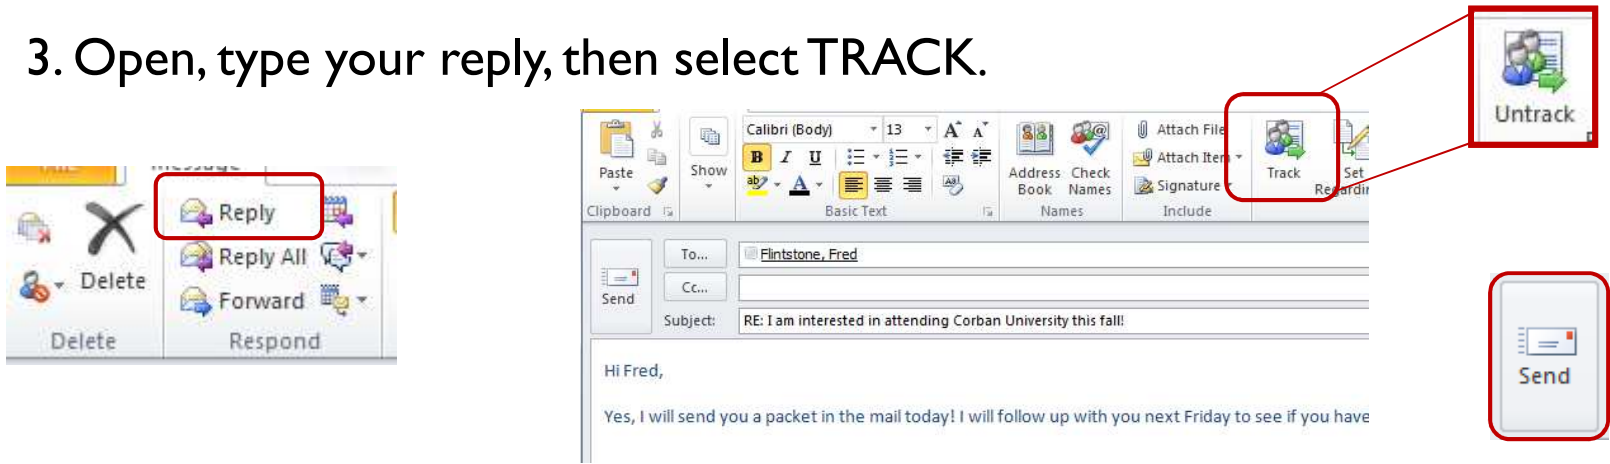 3. Open, type your reply, then select TRACK.
Untrack
Reply
Reply All
Delete
Forward
Delete
Respond
Calibri (Body)
13
Attach File
Attach Item
Signature
Paste
Show
B I U
Address Book
Check Names
Track
Set
Clipboard
Basic Text
Names
Include
To...
Flintstone, Fred
Cc...
Send
Subject:
RE: I am interested in attending Corban University this fall!
Hi Fred,
Yes, I will send you a packet in the mail today! I will follow up with you next Friday to see if you have
Send